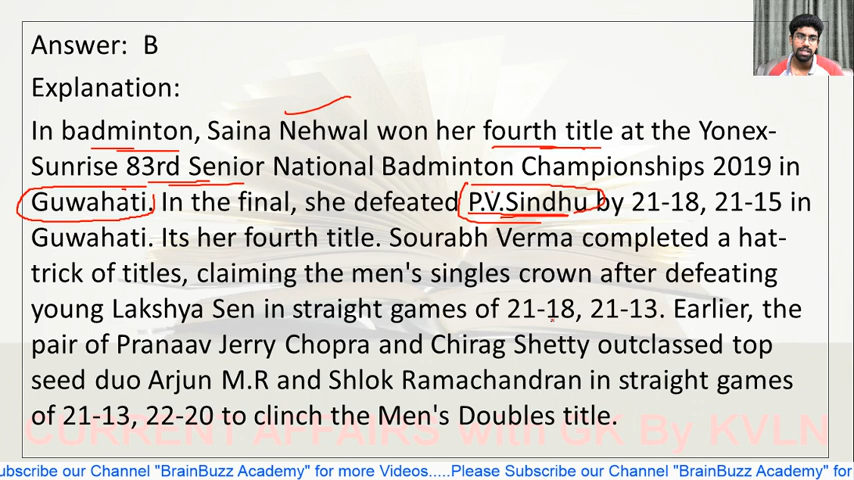 Answer: B
Explanation:
In badminton, Saina Nehwal won her fourth title at the Yonex-
Sunrise 83rd Senior National Badminton Championships 2019 in
Guwahati. In the final, she defeated P.V.Sindhu by 21-18, 21-15 in
Guwahati. Its her fourth title. Sourabh Verma completed a hat-
trick of titles, claiming the men's singles crown after defeating
young Lakshya Sen in straight games of 21-18, 21-13. Earlier, the
pair of Pranaav Jerry Chopra and Chirag Shetty outclassed top
seed duo Arjun M.R and Shlok Ramachandran in straight games
of 21-13, 22-20 to clinch the Men's Doubles title.
CURRENT AFFAIRS with GK By KVLN
ubscribe our Channel "BrainBuzz Academy" for more Videos.....Please Subscribe our Channel "BrainBuzz Academy" for